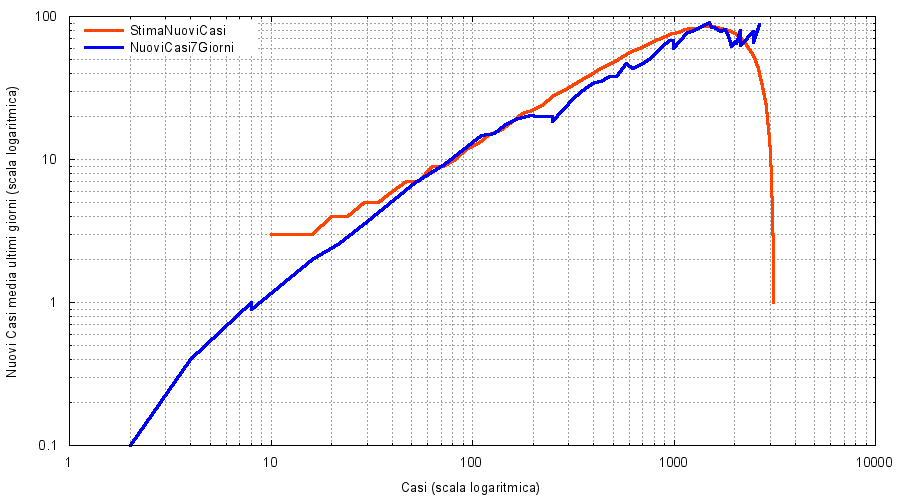 100
StimaNuoviCasi
NuoviCasi7Giorni
10
1
0.1
Nuovi Casi media ultimi giorni (scala logaritmica)
1 10 100 1000 10000
Casi (scala logaritmica)